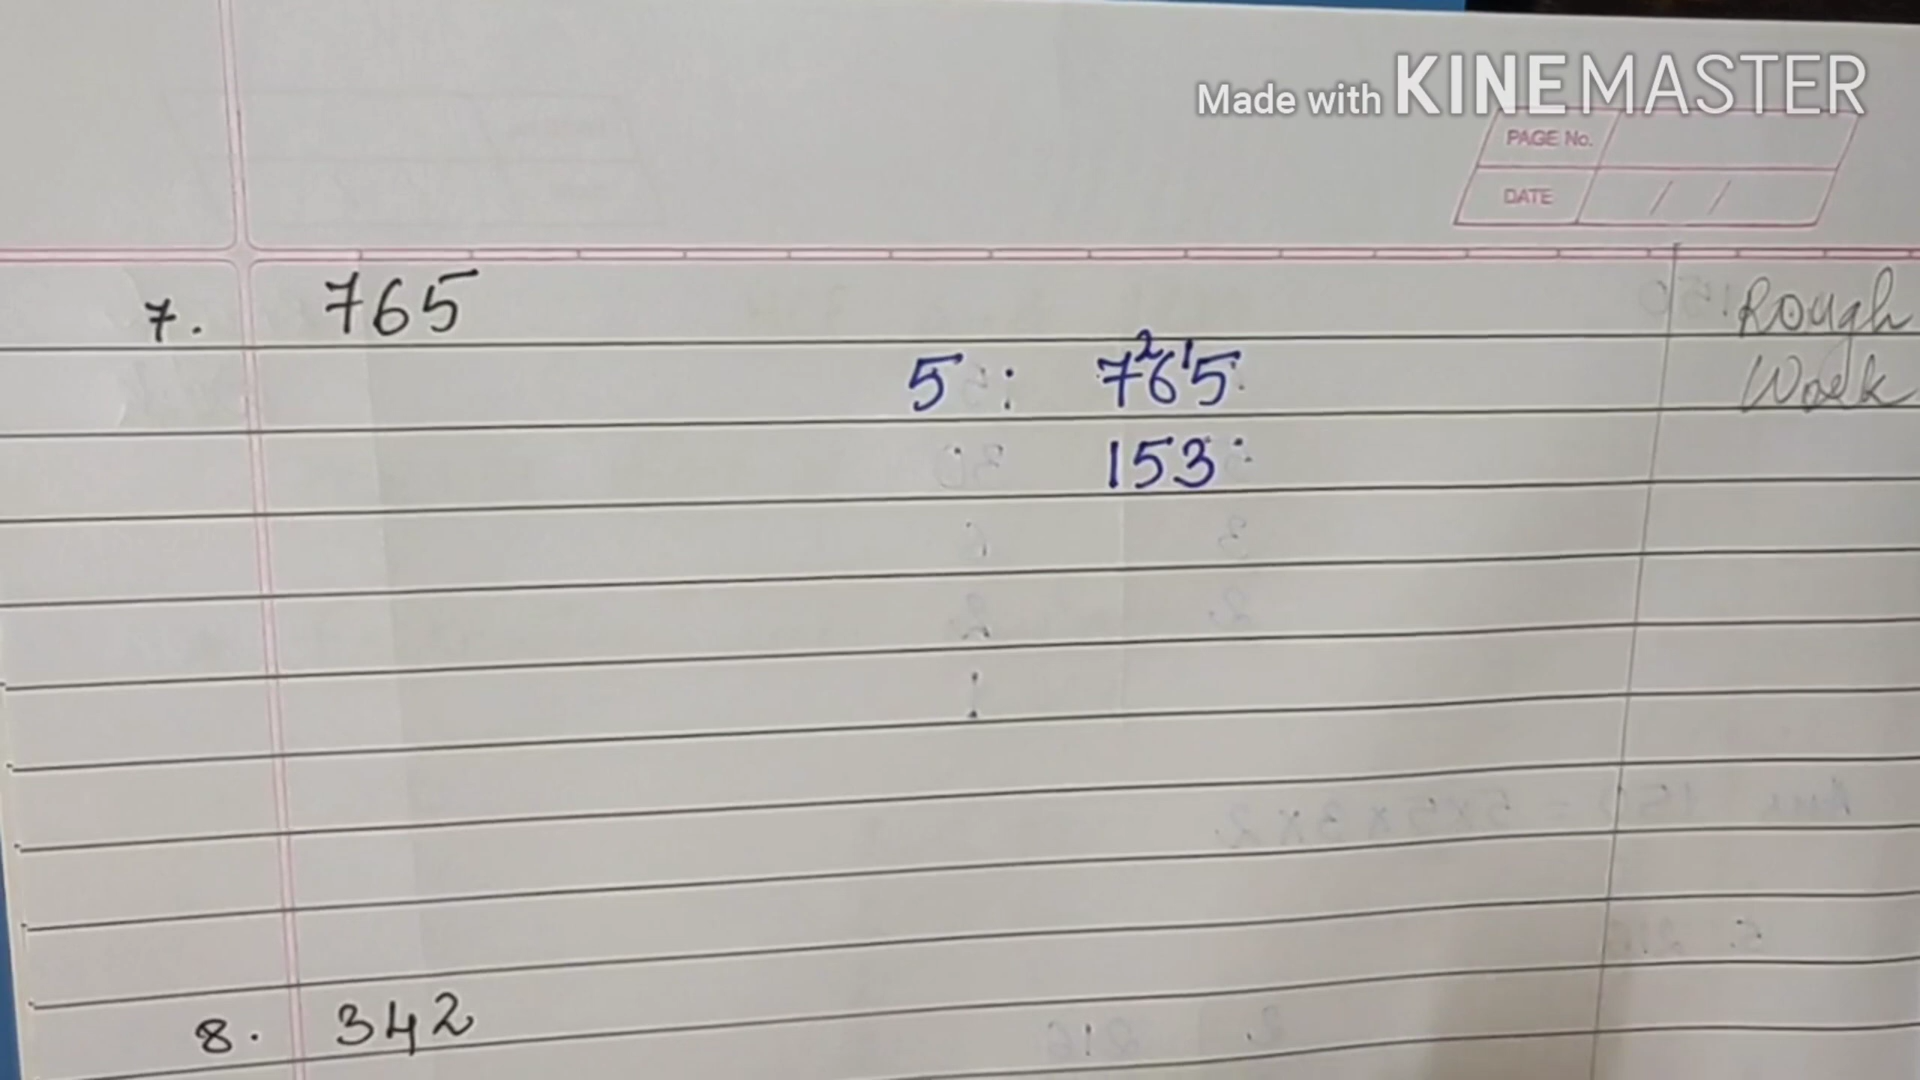 Made with KINEMASTER
PAGE No.
DATE / /
7. 765
Rough
Work
5 : 7²6¹5
153
8. 342